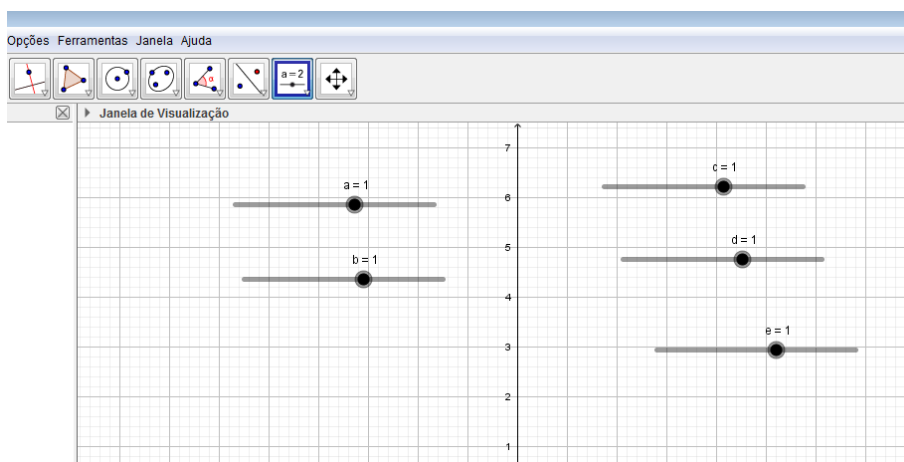 Opções Ferramentas Janela Ajuda
α
a=2
Janela de Visualização
7
c = 1
a = 1
6
d = 1
5
b = 1
4
e = 1
3
2
1